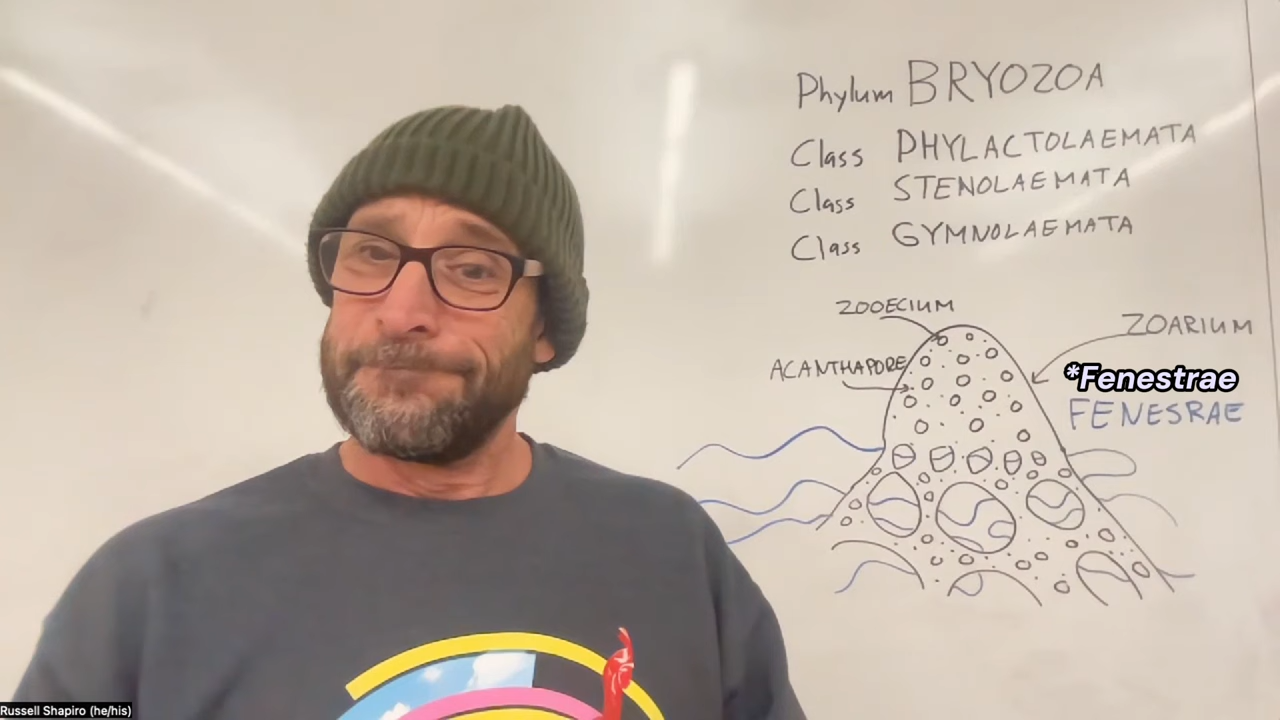 Phylum BRYOZOA
Class PHYLACTOLAEMATA
Class STENOLAEMATA
Class GYMNOLAEMATA
ZOOECIUM
ZOARIUM
ACANTHAPORE
*Fenestrae
FENESRAE
Russell Shapiro (he/his)